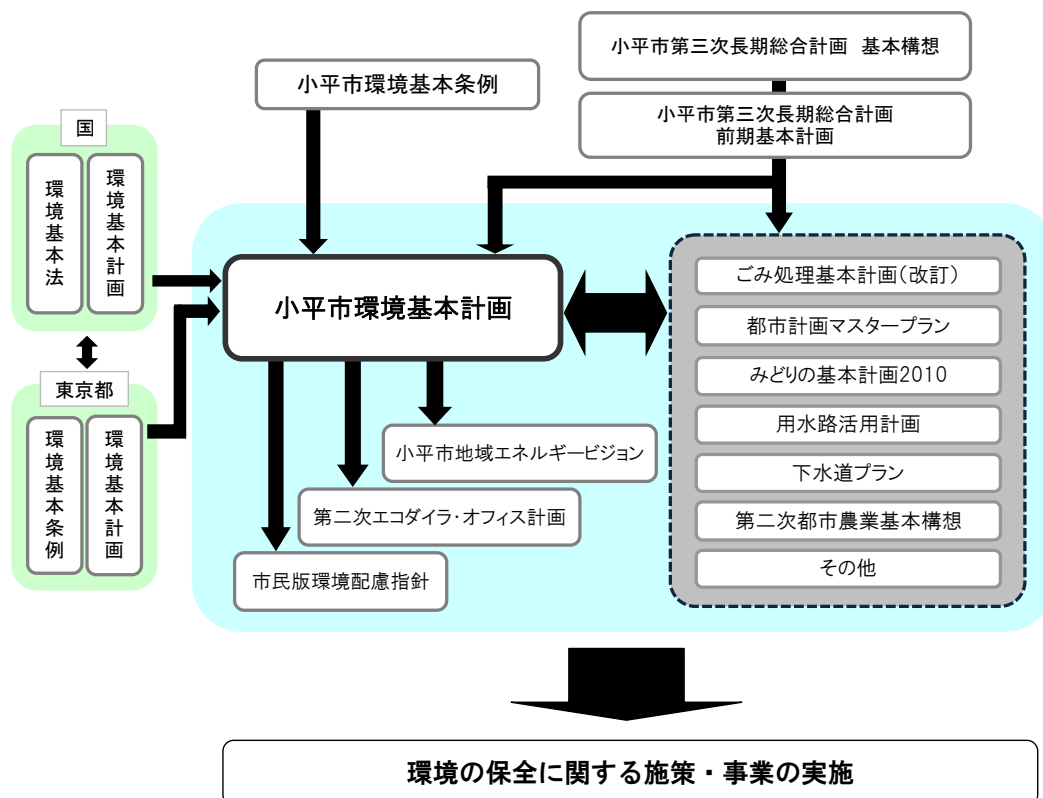 小平市第三次長期総合計画 基本構想
小平市環境基本条例
小平市第三次長期総合計画
前期基本計画
国
環境基本法
環境基本計画
東京都
環境基本条例
環境基本計画
小平市環境基本計画
小平市地域エネルギービジョン
第二次エコダイラ・オフィス計画
市民版環境配慮指針
ごみ処理基本計画(改訂)
都市計画マスタープラン
みどりの基本計画2010
用水路活用計画
下水道プラン
第二次都市農業基本構想
その他
環境の保全に関する施策・事業の実施